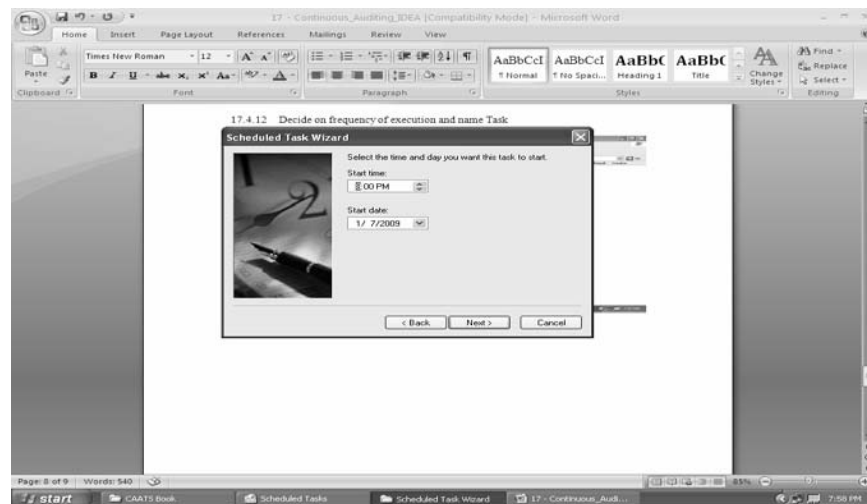 17 - Continuous_Auditing_IDEA [Compatibility Mode] - Microsoft Word
Home Insert Page Layout References Mailings Review View
Paste
Times New Roman 12
AaBbCcI AaBbCcI AaBbC AaBbC
¶ Normal ¶ No Spaci... Heading 1 Title
Change Styles
Find
Replace
Select
Clipboard Font Paragraph Styles Editing
17.4.12 Decide on frequency of execution and name Task
Scheduled Task Wizard
Select the time and day you want this task to start.
Start time:
:00 PM
Start date:
1/ 7/2009
< Back Next > Cancel
Page: 8 of 9 Words: 540 85%
start CAATS Book Scheduled Tasks Scheduled Task Wizard 17 - Continuous_Audi... 7:58 PM